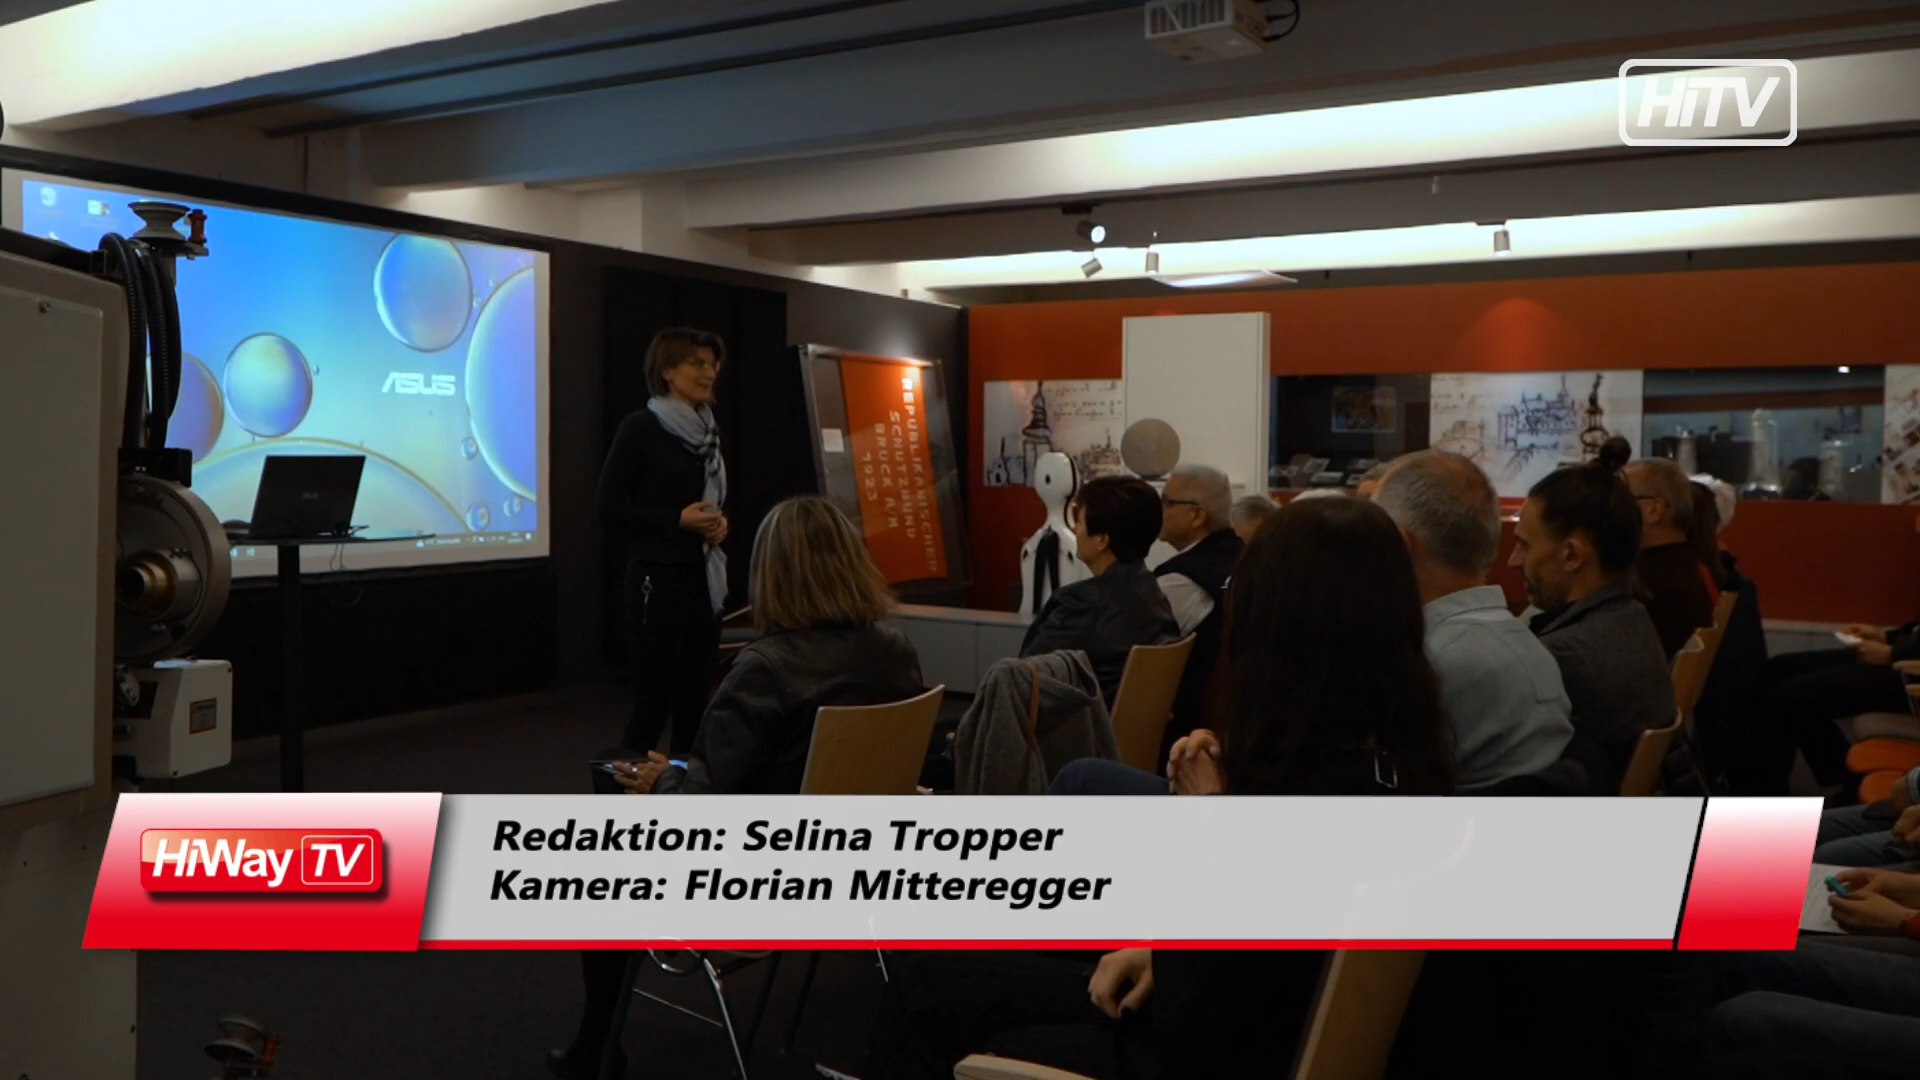 HiTV
ASUS
REPUBLIKANISCHER
SCHUTZBUND
BRUCK A/M
1923
HiWay TV
Redaktion: Selina Tropper
Kamera: Florian Mitteregger